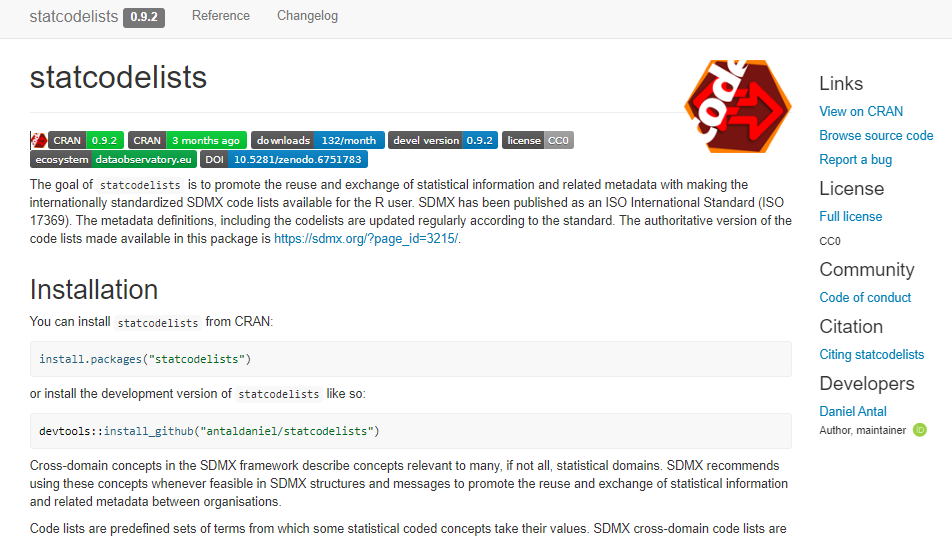 statcodelists 0.9.2 Reference Changelog
statcodelists
code
CRAN 0.9.2 CRAN 3 months ago downloads 132/month devel version 0.9.2 license CC0
ecosystem dataobservatory.eu DOI 10.5281/zenodo.6751783
The goal of statcodelists is to promote the reuse and exchange of statistical information and related metadata with making the
internationally standardized SDMX code lists available for the R user. SDMX has been published as an ISO International Standard (ISO
17369). The metadata definitions, including the codelists are updated regularly according to the standard. The authoritative version of the
code lists made available in this package is https://sdmx.org/?page_id=3215/.
Installation
You can install statcodelists from CRAN:
install.packages("statcodelists")
or install the development version of statcodelists like so:
devtools::install_github("antaldaniel/statcodelists")
Cross-domain concepts in the SDMX framework describe concepts relevant to many, if not all, statistical domains. SDMX recommends
using these concepts whenever feasible in SDMX structures and messages to promote the reuse and exchange of statistical information
and related metadata between organisations.
Code lists are predefined sets of terms from which some statistical coded concepts take their values. SDMX cross-domain code lists are
Links
View on CRAN
Browse source code
Report a bug
License
Full license
CC0
Community
Code of conduct
Citation
Citing statcodelists
Developers
Daniel Antal
Author, maintainer iD